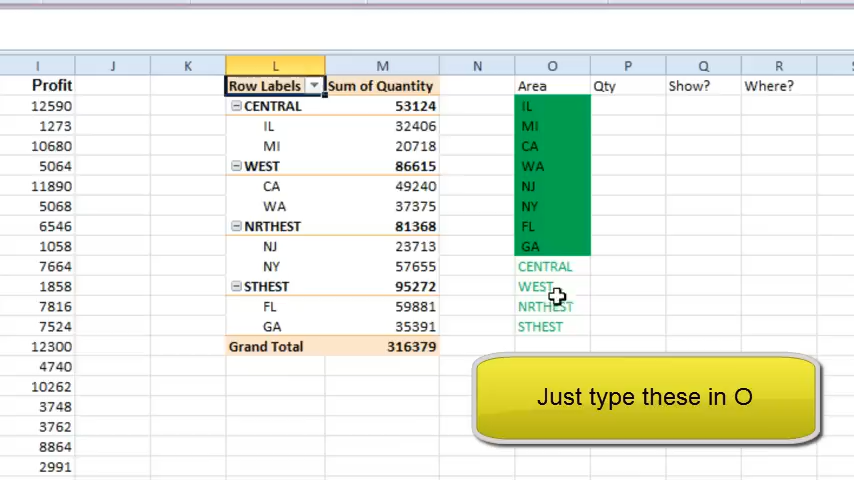 I J K L M N O P Q R S
Profit Row Labels Sum of Quantity Area Qty Show? Where?
12590 CENTRAL 53124 IL
1273 IL 32406 MI
10680 MI 20718 CA
5064 WEST 86615 WA
11890 CA 49240 NJ
5068 WA 37375 NY
6546 NRTHEST 81368 FL
1058 NJ 23713 GA
7664 NY 57655 CENTRAL
1858 STHEST 95272 WEST
7816 FL 59881 NRTHEST
7524 GA 35391 STHEST
12300 Grand Total 316379
4740
10262
3748
3762
8864
2991
Just type these in O